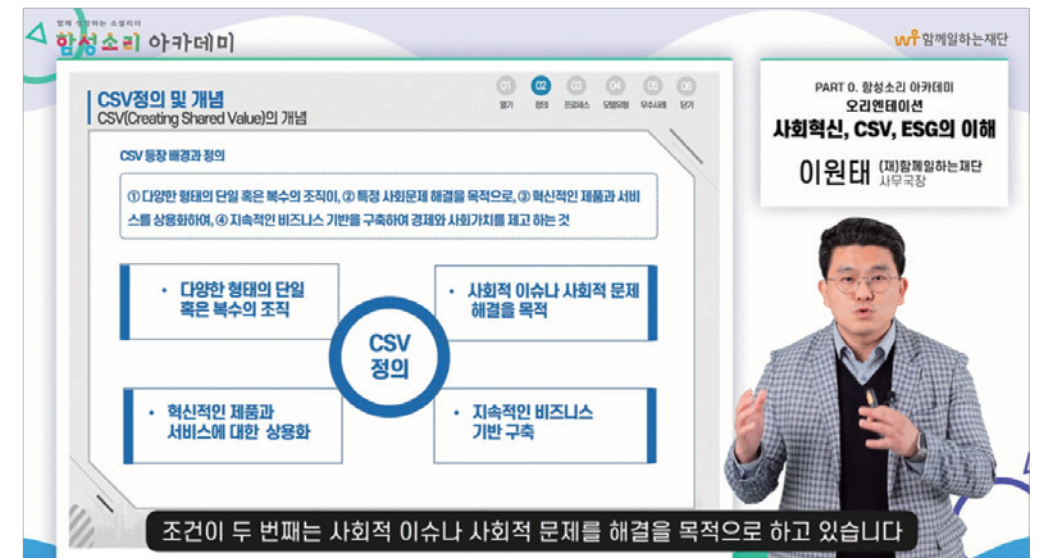 함께 성장하는 소셜리더
함성소리 아카데미
함께일하는재단
CSV정의 및 개념
CSV(Creating Shared Value)의 개념
01 02 03 04 05 06
열기 정의 프로세스 모델유형 우수사례 닫기
CSV 등장 배경과 정의
① 다양한 형태의 단일 혹은 복수의 조직이, ② 특정 사회문제 해결을 목적으로, ③ 혁신적인 제품과 서비
스를 상용화하여, ④ 지속적인 비즈니스 기반을 구축하여 경제와 사회가치를 제고 하는 것
• 다양한 형태의 단일
혹은 복수의 조직
• 사회적 이슈나 사회적 문제
해결을 목적
CSV
정의
• 혁신적인 제품과
서비스에 대한 상용화
• 지속적인 비즈니스
기반 구축
PART 0. 함성소리 아카데미
오리엔테이션
사회혁신, CSV, ESG의 이해
이원태 (재)함께일하는재단
사무국장
조건이 두 번째는 사회적 이슈나 사회적 문제를 해결을 목적으로 하고 있습니다